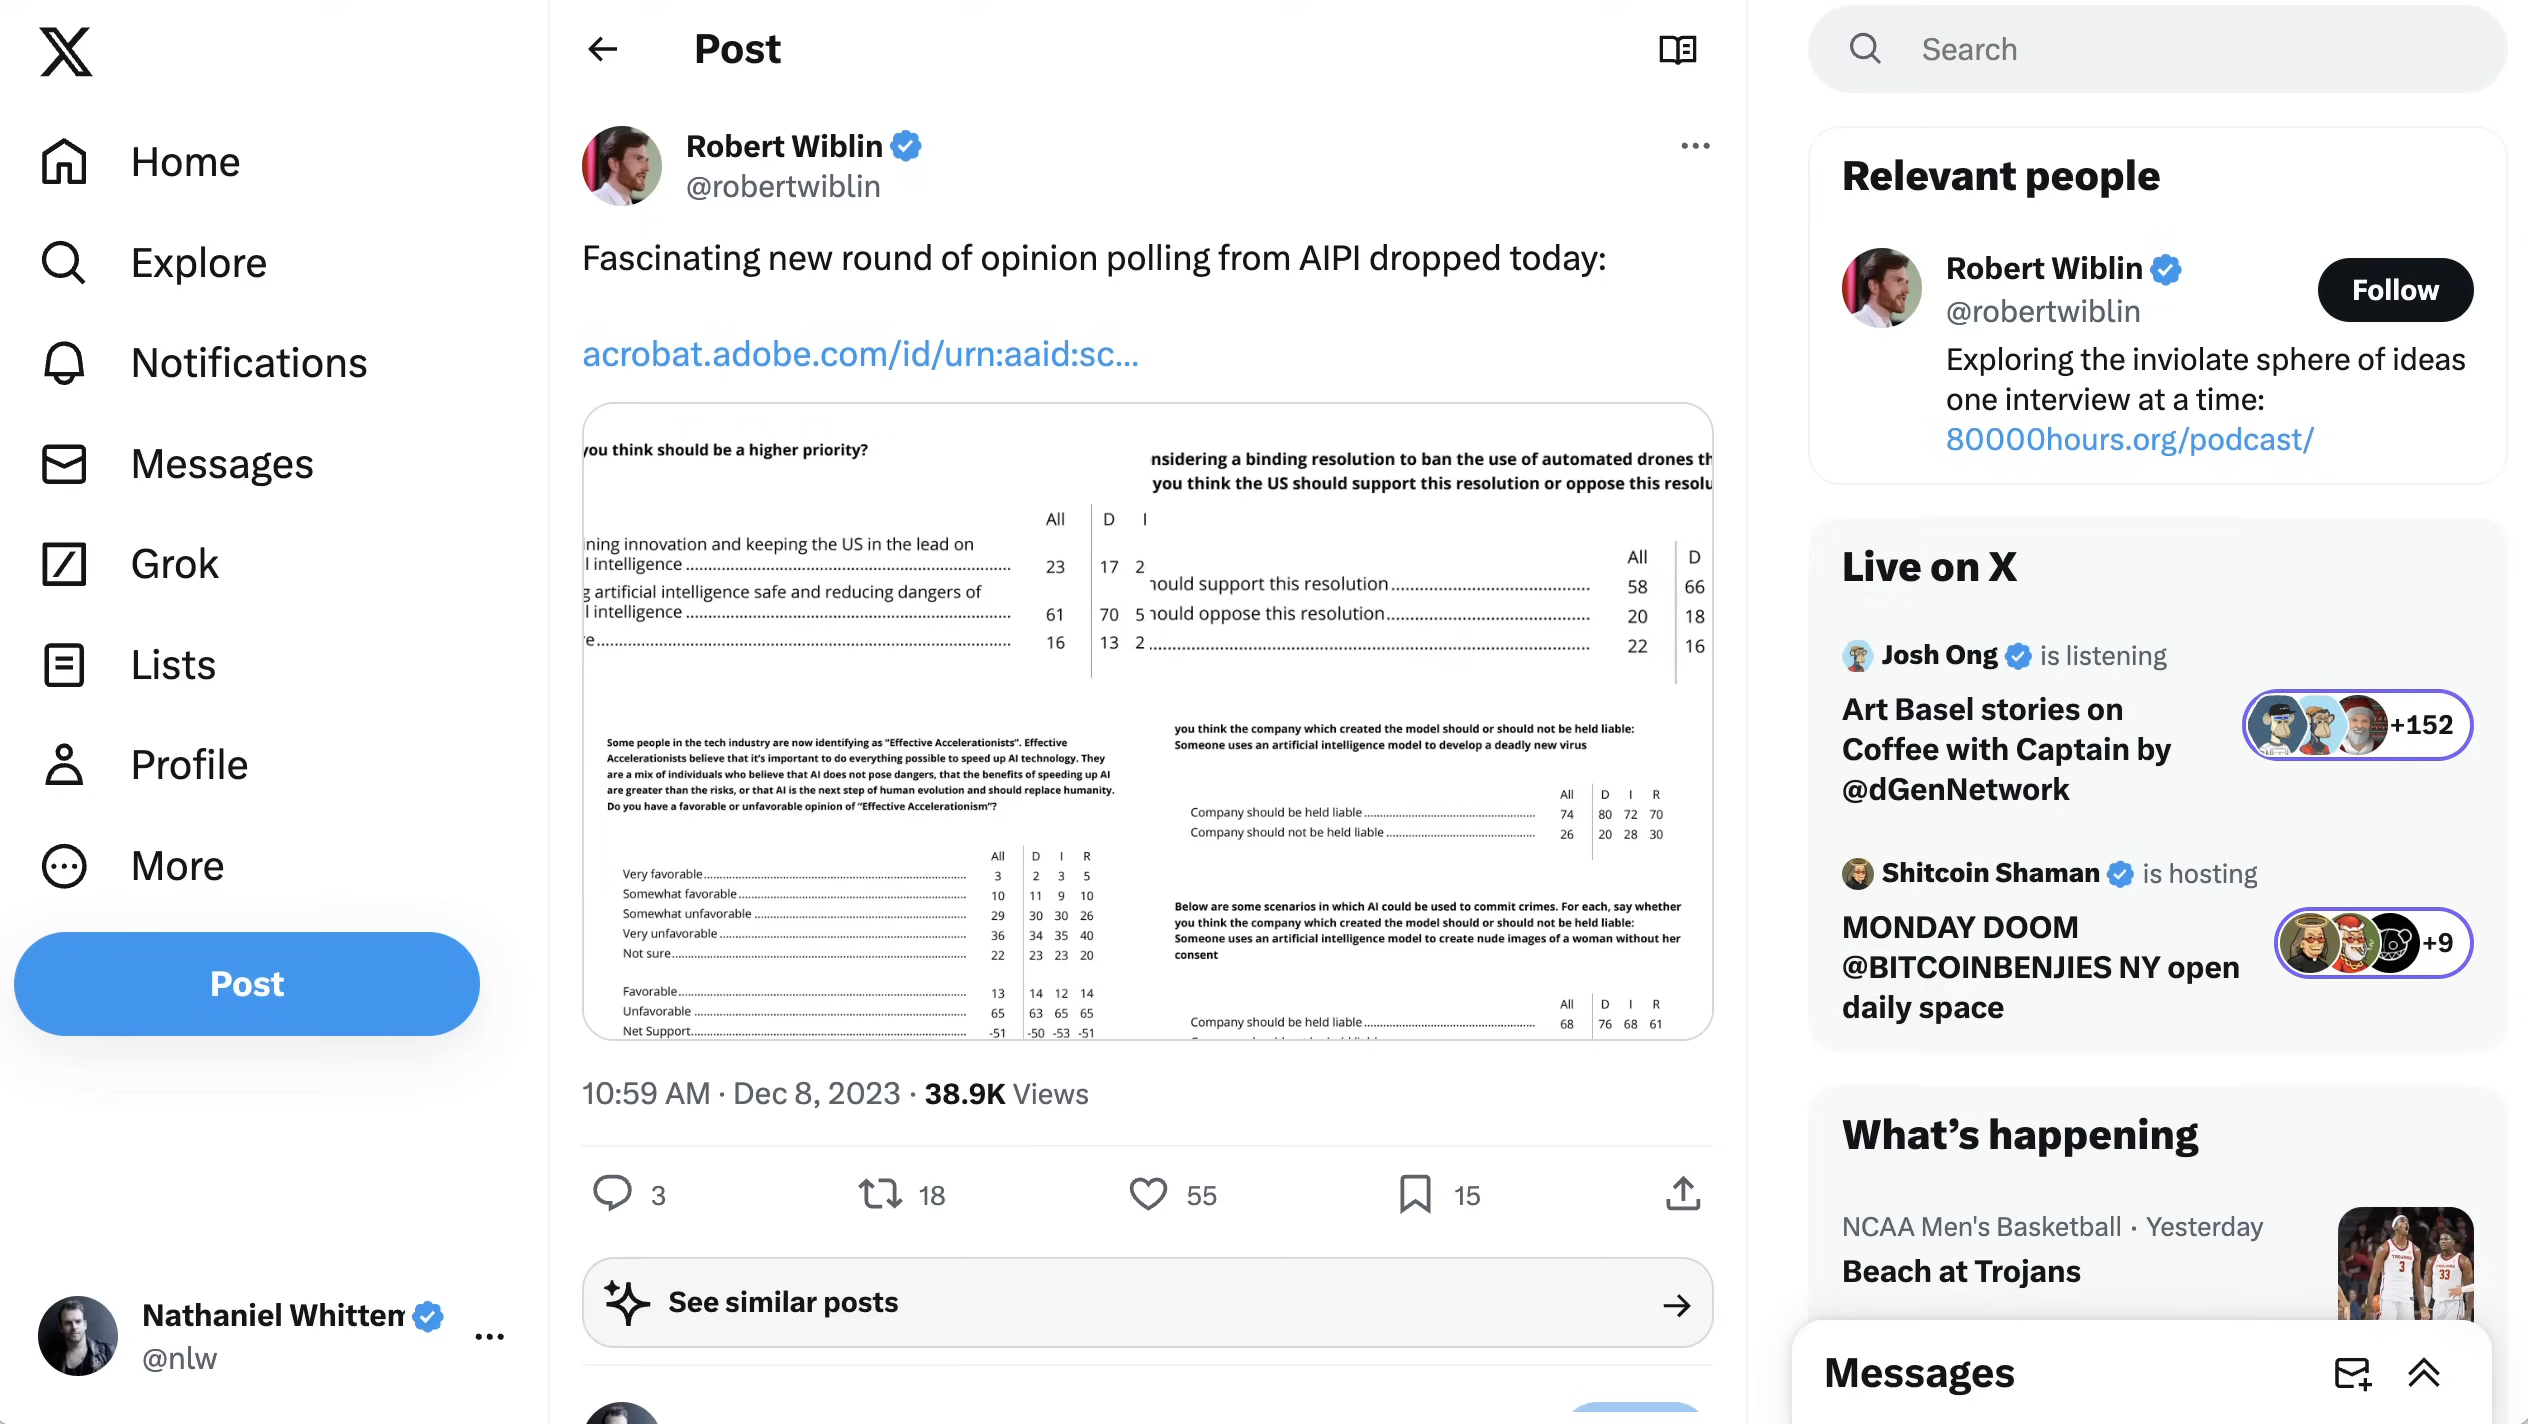 Home
Explore
Notifications
Messages
Grok
Lists
Profile
More
Post
Nathaniel Whittem
@nlw
Post
Robert Wiblin
@robertwiblin
Fascinating new round of opinion polling from AIPI dropped today:
acrobat.adobe.com/id/urn:aaid:sc...
you think should be a higher priority?
All D I
ning innovation and keeping the US in the lead on
l intelligence 23 17 2
g artificial intelligence safe and reducing dangers of
l intelligence 61 70 5
e 16 13 2
nsidering a binding resolution to ban the use of automated drones th
you think the US should support this resolution or oppose this resolu
All D
hould support this resolution 58 66
hould oppose this resolution 20 18
22 16
Some people in the tech industry are now identifying as "Effective Accelerationists". Effective
Accelerationists believe that it's important to do everything possible to speed up AI technology. They
are a mix of individuals who believe that AI does not pose dangers, that the benefits of speeding up AI
are greater than the risks, or that AI is the next step of human evolution and should replace humanity.
Do you have a favorable or unfavorable opinion of "Effective Accelerationism"?
All D I R
Very favorable 3 2 3 5
Somewhat favorable 10 11 9 10
Somewhat unfavorable 29 30 30 26
Very unfavorable 36 34 35 40
Not sure 22 23 23 20
Favorable 13 14 12 14
Unfavorable 65 63 65 65
Net Support -51 -50 -53 -51
you think the company which created the model should or should not be held liable:
Someone uses an artificial intelligence model to develop a deadly new virus
All D I R
Company should be held liable 74 80 72 70
Company should not be held liable 26 20 28 30
Below are some scenarios in which AI could be used to commit crimes. For each, say whether
you think the company which created the model should or should not be held liable:
Someone uses an artificial intelligence model to create nude images of a woman without her
consent
All D I R
Company should be held liable 68 76 68 61
10:59 AM · Dec 8, 2023 · 38.9K Views
3 18 55 15
See similar posts
Search
Relevant people
Robert Wiblin
@robertwiblin
Follow
Exploring the inviolate sphere of ideas
one interview at a time:
80000hours.org/podcast/
Live on X
Josh Ong is listening
Art Basel stories on
Coffee with Captain by
@dGenNetwork
+152
Shitcoin Shaman is hosting
MONDAY DOOM
@BITCOINBENJIES NY open
daily space
+9
What's happening
NCAA Men's Basketball · Yesterday
Beach at Trojans
3
33
Messages